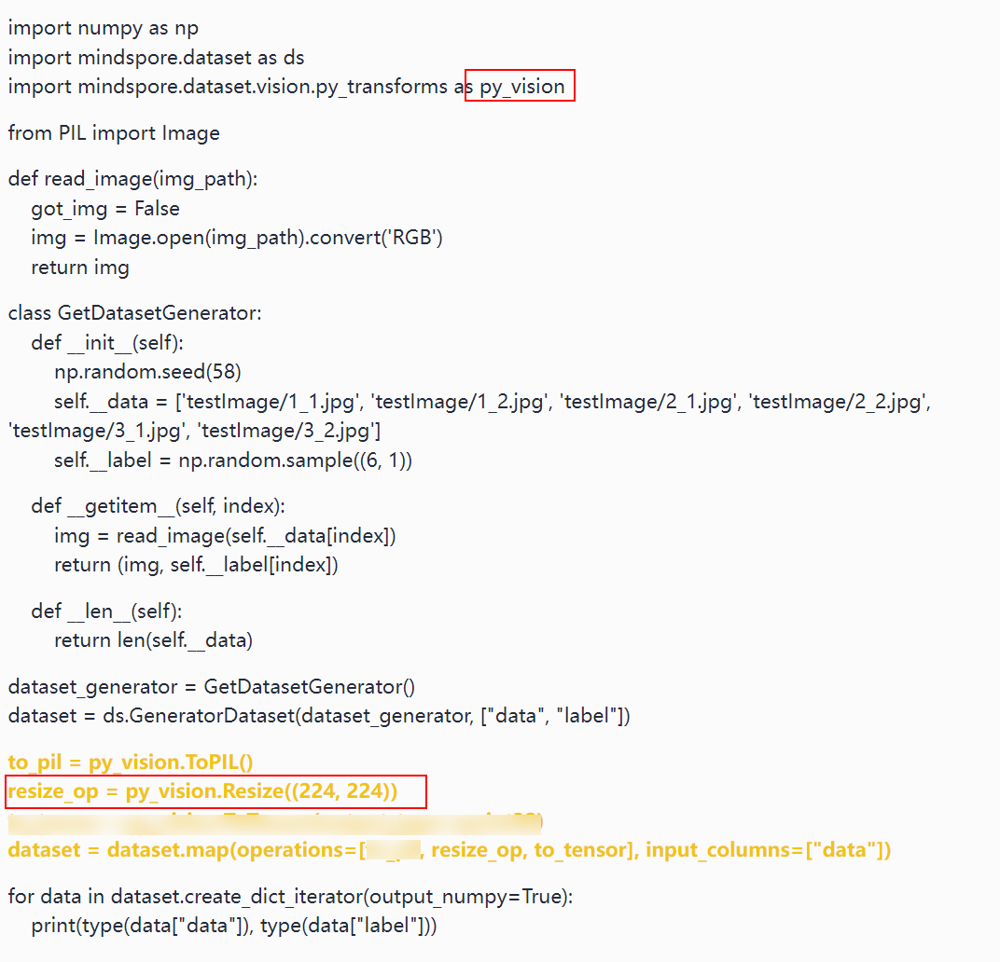 import numpy as np
import mindspore.dataset as ds
import mindspore.dataset.vision.py_transforms as py_vision
from PIL import Image
def read_image(img_path):
    got_img = False
    img = Image.open(img_path).convert('RGB')
    return img
class GetDatasetGenerator:
    def __init__(self):
        np.random.seed(58)
        self.__data = ['testImage/1_1.jpg', 'testImage/1_2.jpg', 'testImage/2_1.jpg', 'testImage/2_2.jpg',
'testImage/3_1.jpg', 'testImage/3_2.jpg']
        self.__label = np.random.sample((6, 1))
    def __getitem__(self, index):
        img = read_image(self.__data[index])
        return (img, self.__label[index])
    def __len__(self):
        return len(self.__data)
dataset_generator = GetDatasetGenerator()
dataset = ds.GeneratorDataset(dataset_generator, ["data", "label"])
to_pil = py_vision.ToPIL()
resize_op = py_vision.Resize((224, 224))
dataset = dataset.map(operations=[ , resize_op, to_tensor], input_columns=["data"])
for data in dataset.create_dict_iterator(output_numpy=True):
    print(type(data["data"]), type(data["label"]))